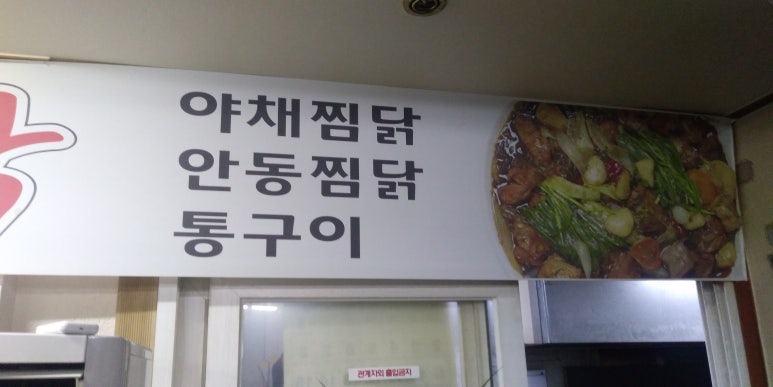 야채찜닭
안동찜닭
통구이
관계자외 출입금지